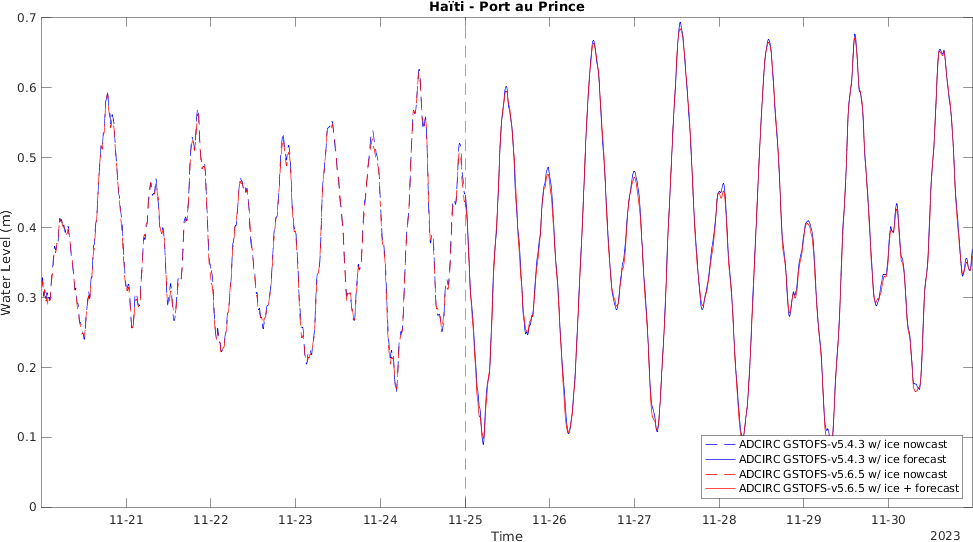 Haïti - Port au Prince
Water Level (m)
0.7
0.6
0.5
0.4
0.3
0.2
0.1
0
ADCIRC GSTOFS-v5.4.3 w/ ice nowcast
ADCIRC GSTOFS-v5.4.3 w/ ice forecast
ADCIRC GSTOFS-v5.6.5 w/ ice nowcast
ADCIRC GSTOFS-v5.6.5 w/ ice + forecast
11-21 11-22 11-23 11-24 11-25 11-26 11-27 11-28 11-29 11-30
Time
2023